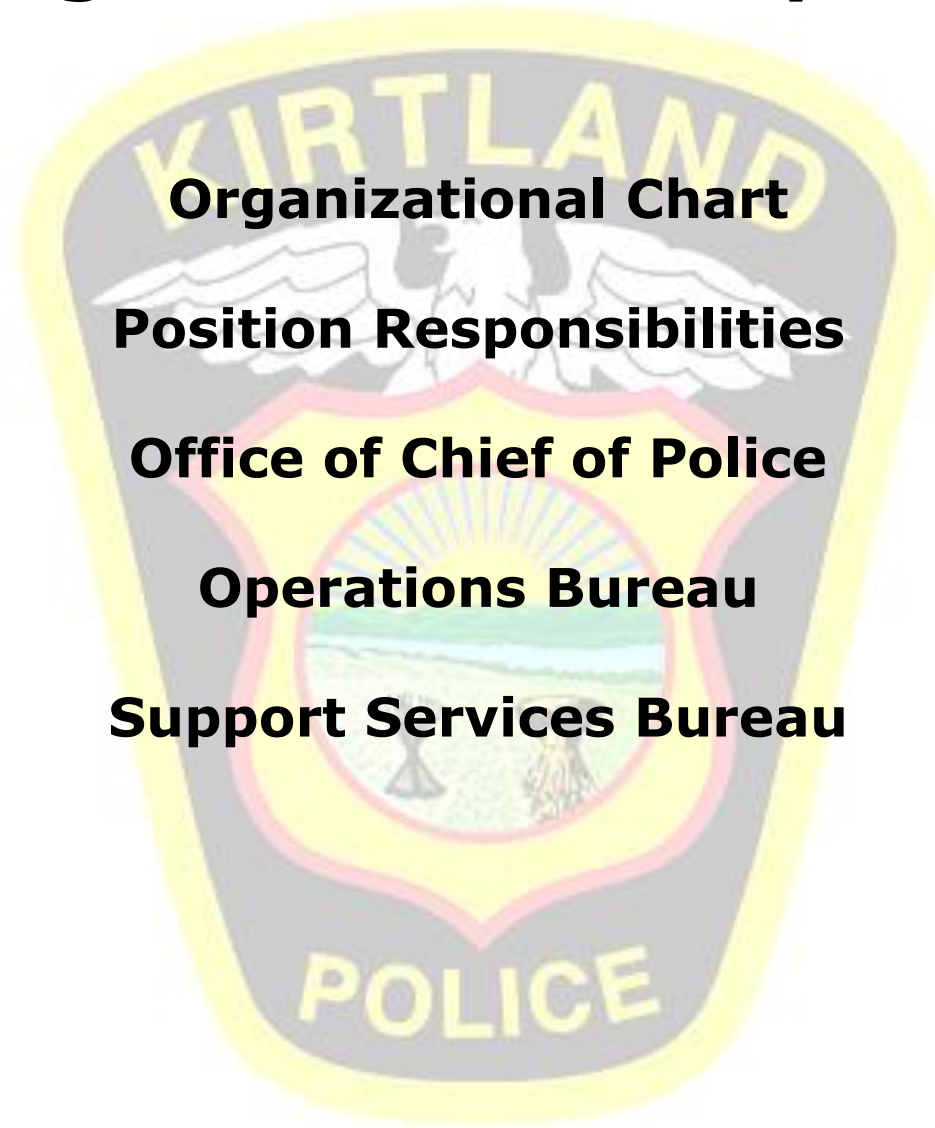 KIRTLAND
Organizational Chart
Position Responsibilities
Office of Chief of Police
Operations Bureau
Support Services Bureau
POLICE